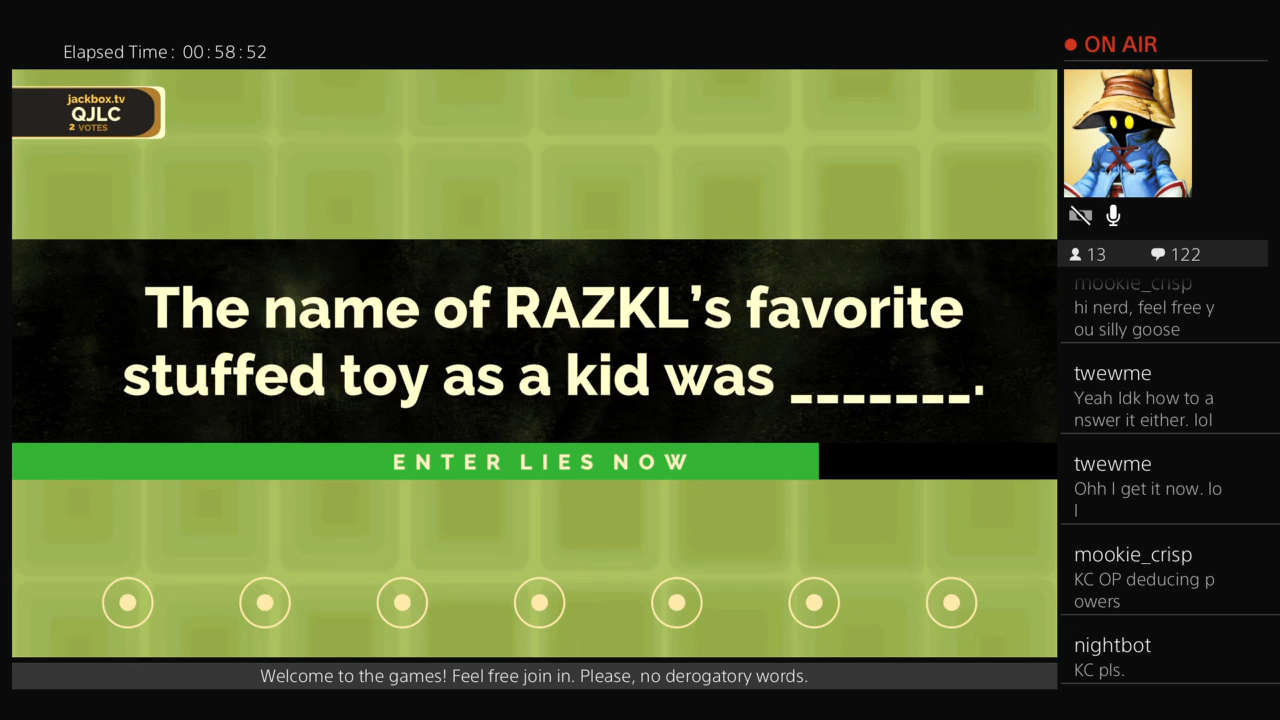 Elapsed Time: 00:58:52
ON AIR
jackbox.tv
QJLC
2 VOTES
The name of RAZKL's favorite
stuffed toy as a kid was _______.
ENTER LIES NOW
Welcome to the games! Feel free join in. Please, no derogatory words.
13 122
mookie_crisp
hi nerd, feel free y
ou silly goose
twewme
Yeah Idk how to a
nswer it either. lol
twewme
Ohh I get it now. lo
l
mookie_crisp
KC OP deducing p
owers
nightbot
KC pls.